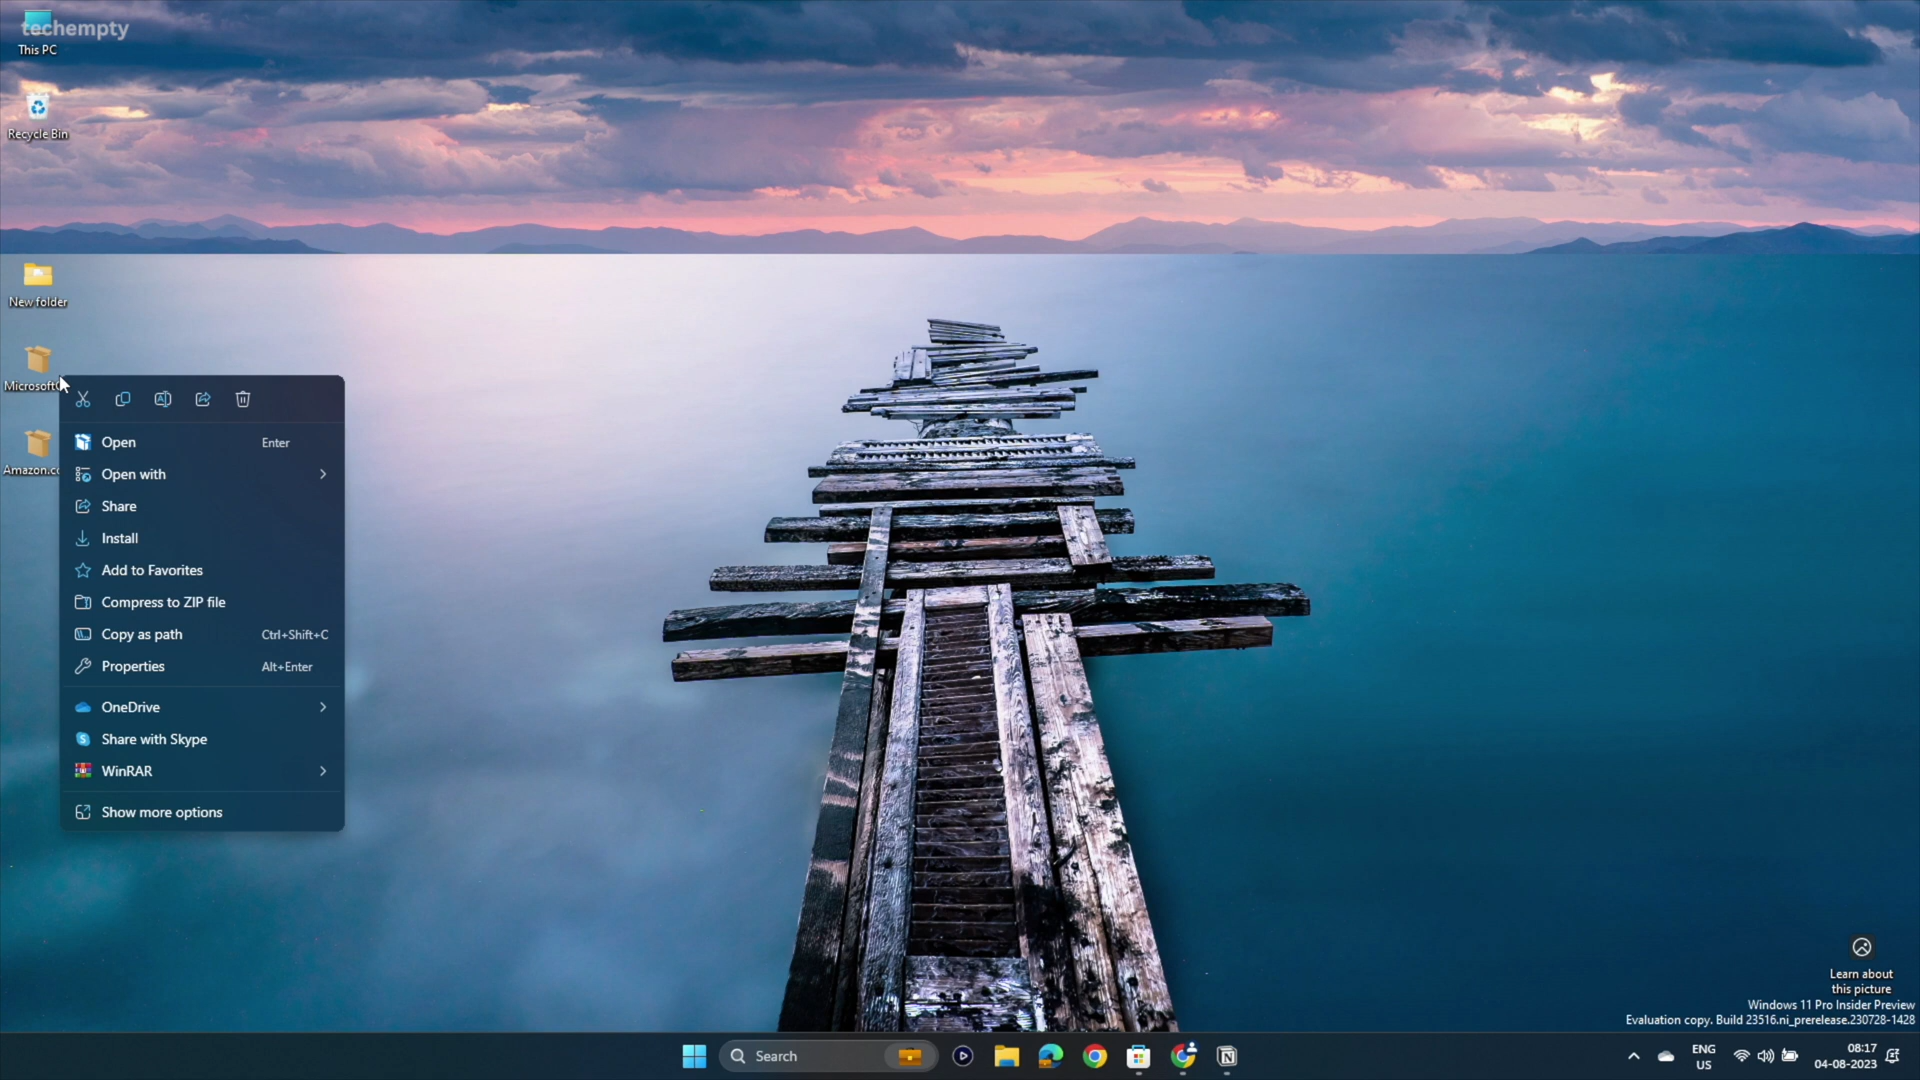 techempty
This PC
Recycle Bin
New folder
Amazon.c
Open Enter
Open with
Share
Install
Add to Favorites
Compress to ZIP file
Copy as path Ctrl+Shift+C
Properties Alt+Enter
OneDrive
Share with Skype
WinRAR
Show more options
Learn about
this picture
Windows 11 Pro Insider Preview
Evaluation copy. Build 23516.ni_prerelease.230728-1428
Search
ENG
US
08:17
04-08-2023